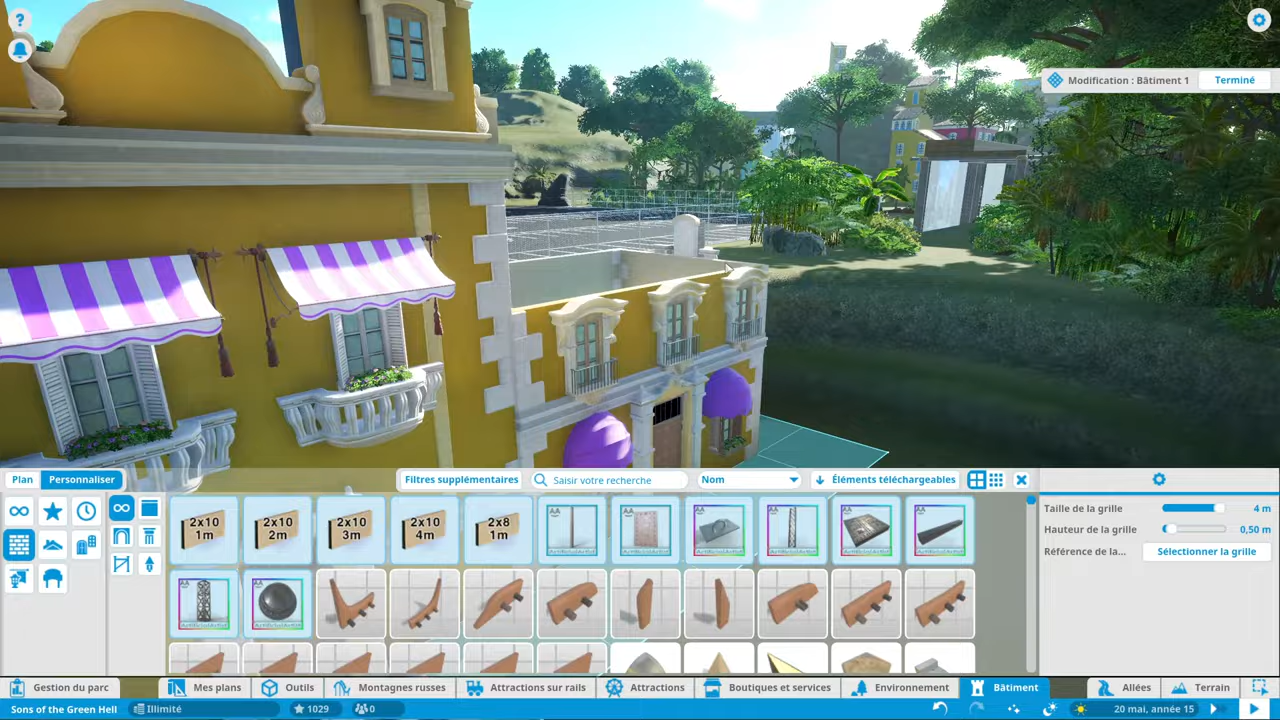 ?
Modification : Bâtiment 1 Terminé
Plan Personnaliser Filtres supplémentaires Saisir votre recherche Nom Éléments téléchargeables
2x10 1m 2x10 2m 2x10 3m 2x10 4m 2x8 1m
Taille de la grille 4 m
Hauteur de la grille 0,50 m
Référence de la... Sélectionner la grille
Gestion du parc Mes plans Outils Montagnes russes Attractions sur rails Attractions Boutiques et services Environnement Bâtiment Allées Terrain
Sons of the Green Hell Illimité 1029 0 20 mai, année 15